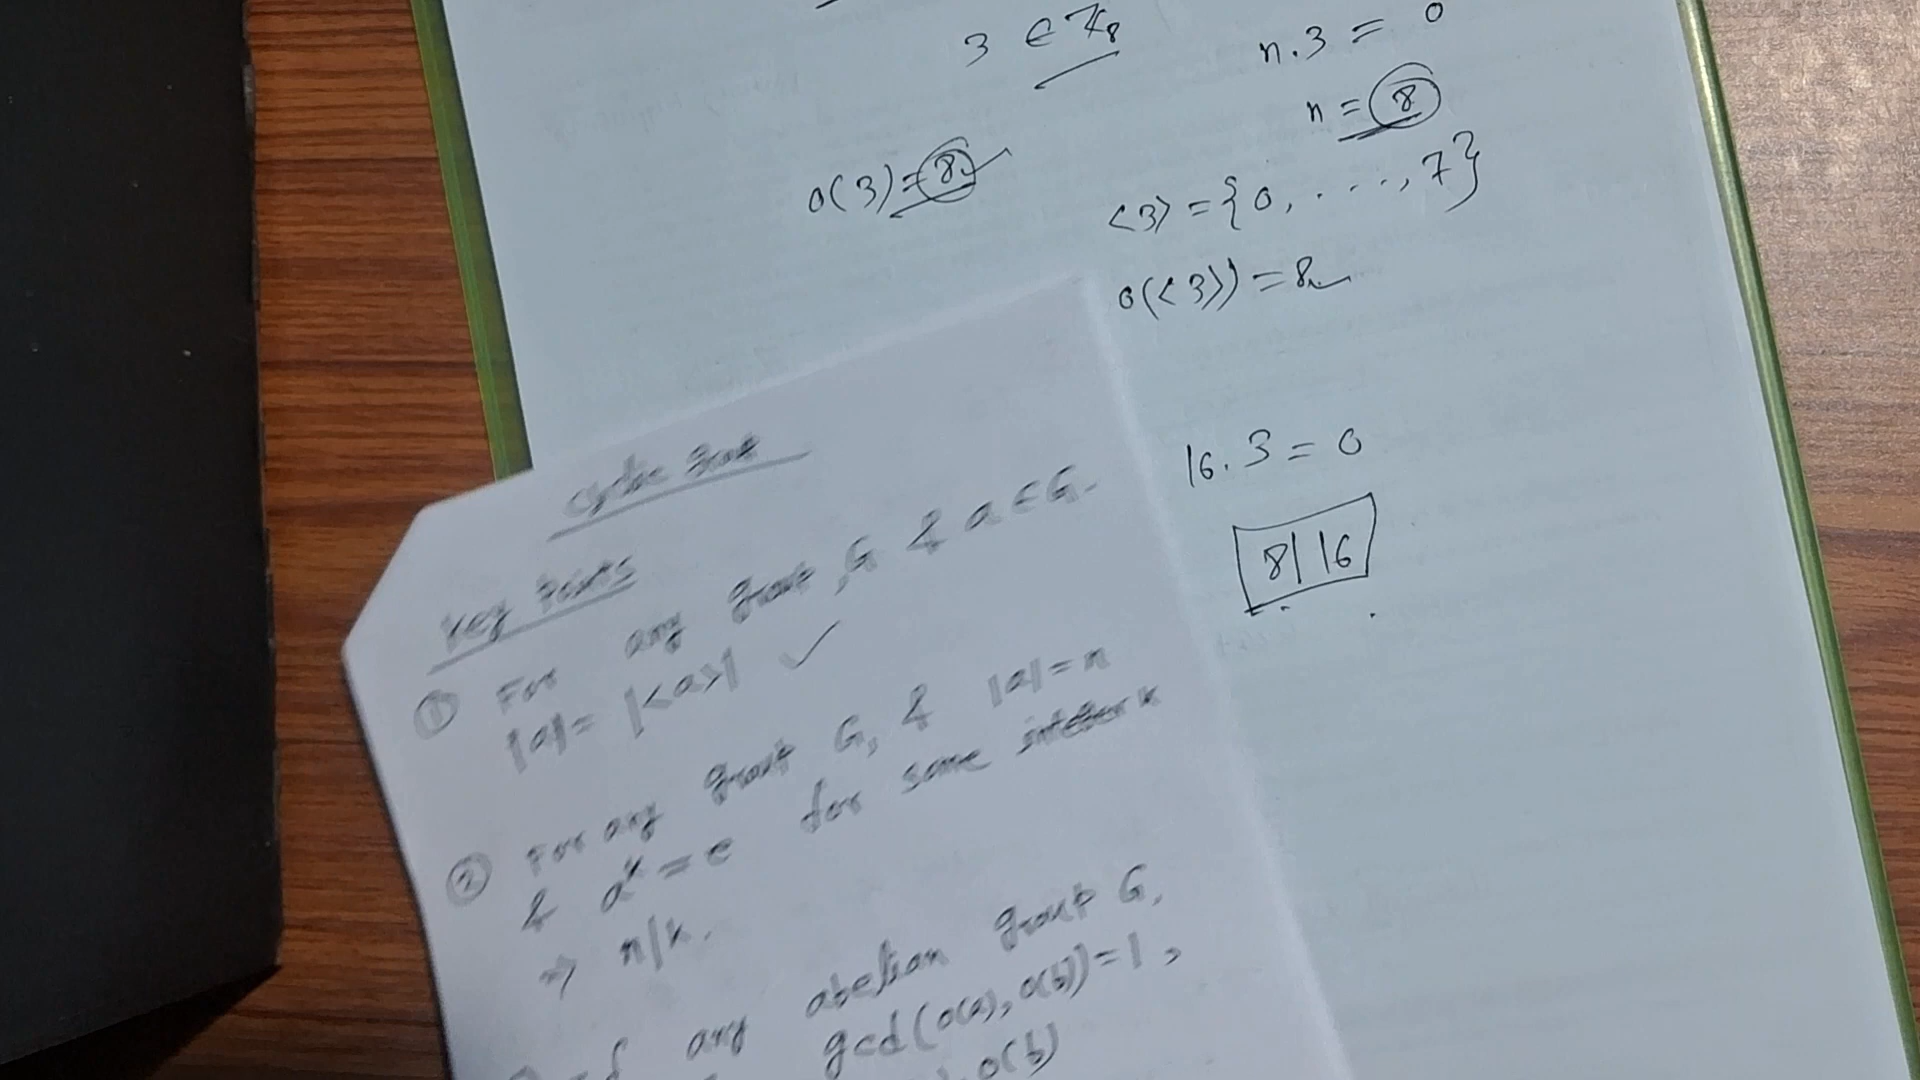 3 ∈ ℤ₈
n.3 = 0
n = 8
o(3) = 8
<3> = {0, ...., 7}
o(<3>) = 8
16.3 = 0
8|16
Cyclic Group
Key Points
① For any group, G & a ∈ G.
|a| = |<a>| ✓
② For any group G, & |a| = n
& aᵏ = e for some integer k
⇒ n/k.
any abelian group G,
gcd(o(a), o(b)) = 1,
o(b)